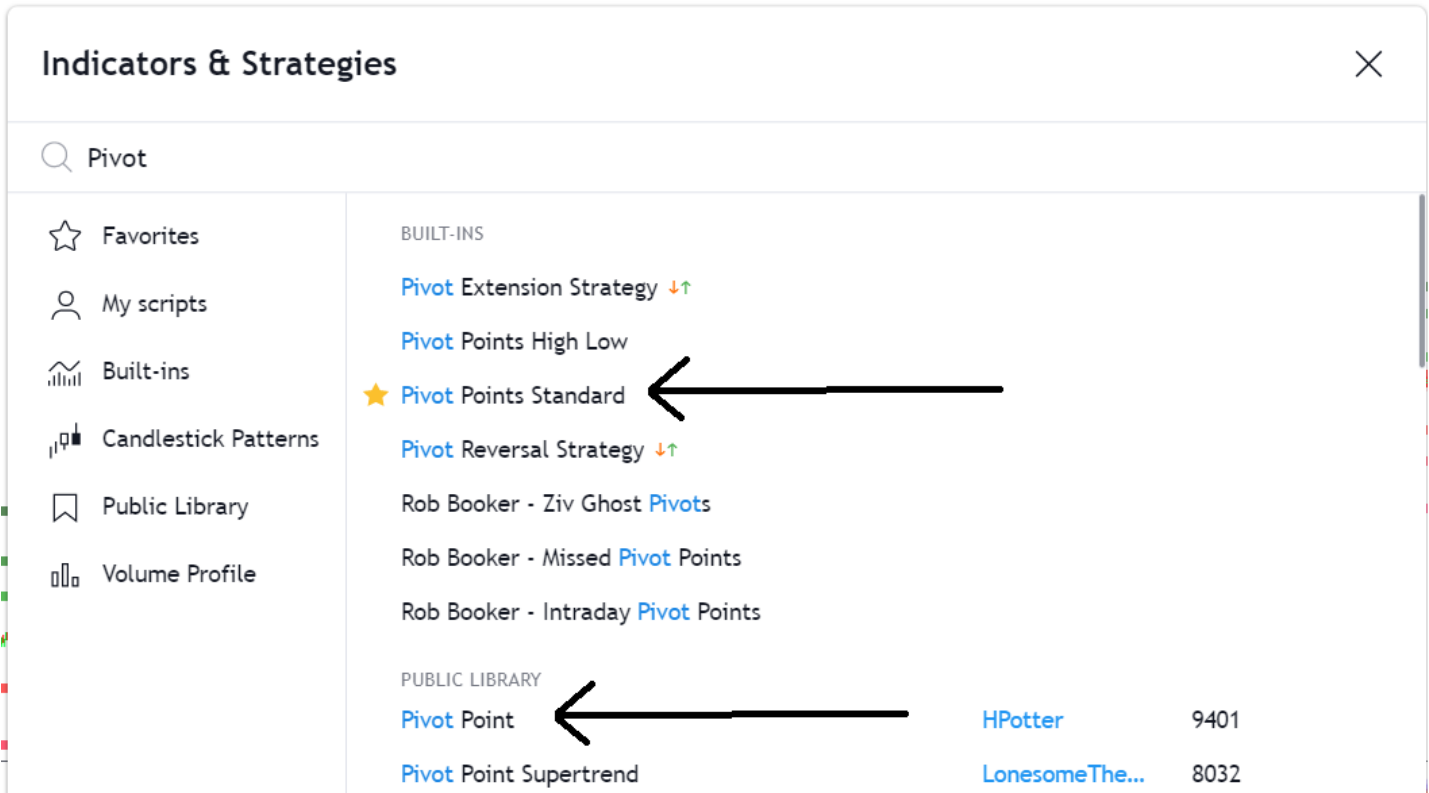 Indicators & Strategies
Pivot
Favorites
My scripts
Built-ins
Candlestick Patterns
Public Library
Volume Profile
BUILT-INS
Pivot Extension Strategy
Pivot Points High Low
Pivot Points Standard
Pivot Reversal Strategy
Rob Booker - Ziv Ghost Pivots
Rob Booker - Missed Pivot Points
Rob Booker - Intraday Pivot Points
PUBLIC LIBRARY
Pivot Point HPotter 9401
Pivot Point Supertrend LonesomeThe... 8032